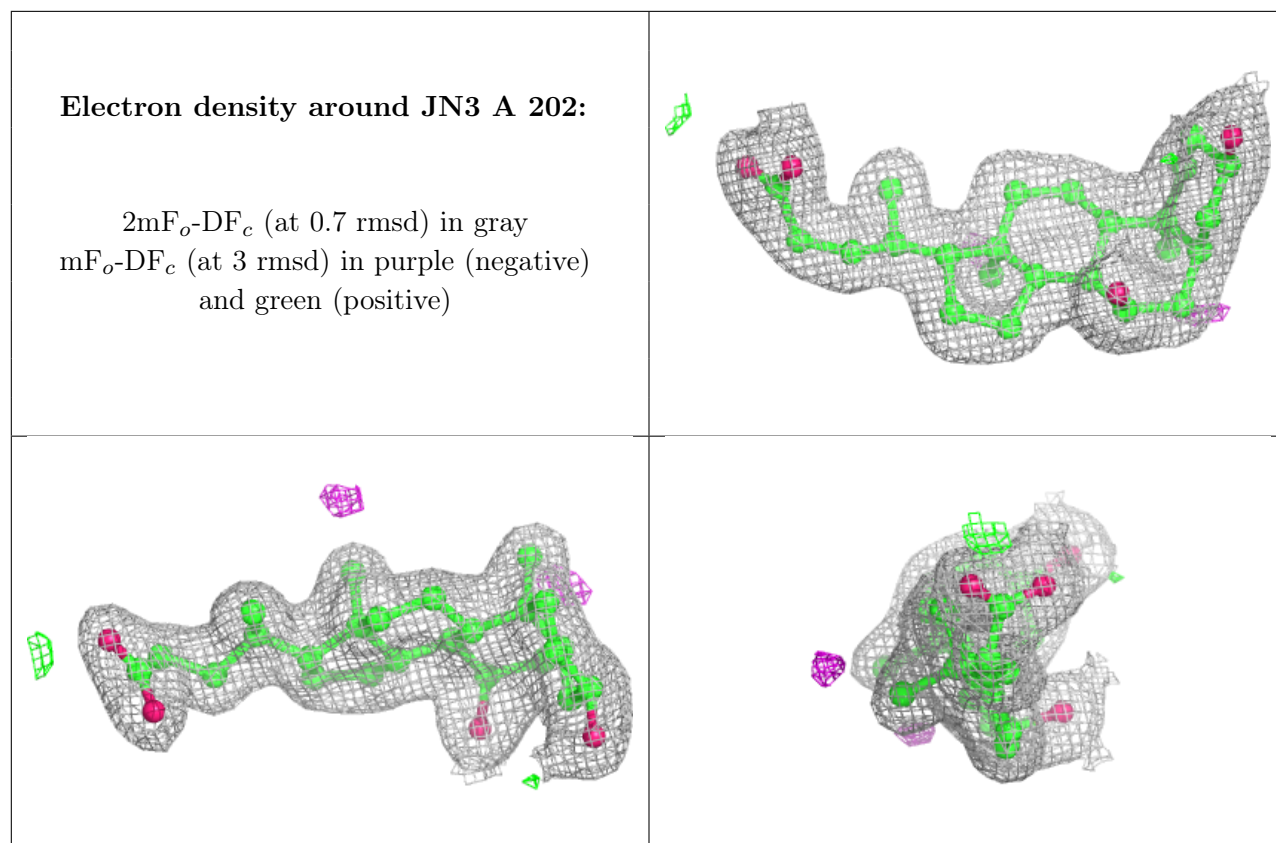 Electron density around JN3 A 202:
2mFo-DFc (at 0.7 rmsd) in gray
mFo-DFc (at 3 rmsd) in purple (negative)
and green (positive)